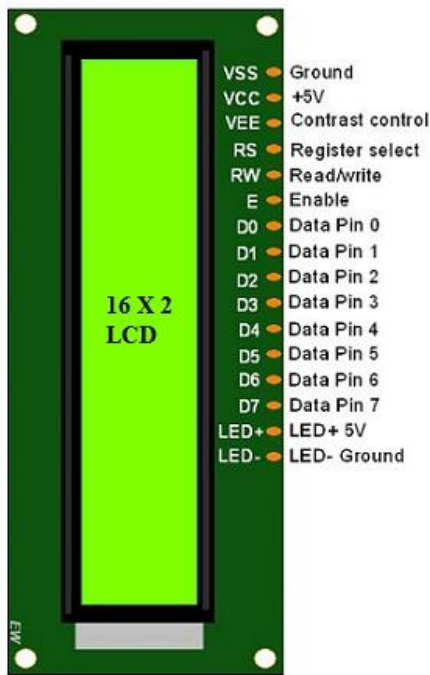 VSS Ground
VCC +5V
VEE Contrast control
RS Register select
RW Read/write
E Enable
D0 Data Pin 0
D1 Data Pin 1
D2 Data Pin 2
D3 Data Pin 3
D4 Data Pin 4
D5 Data Pin 5
D6 Data Pin 6
D7 Data Pin 7
LED+ LED+ 5V
LED- LED- Ground
16 X 2
LCD
EW